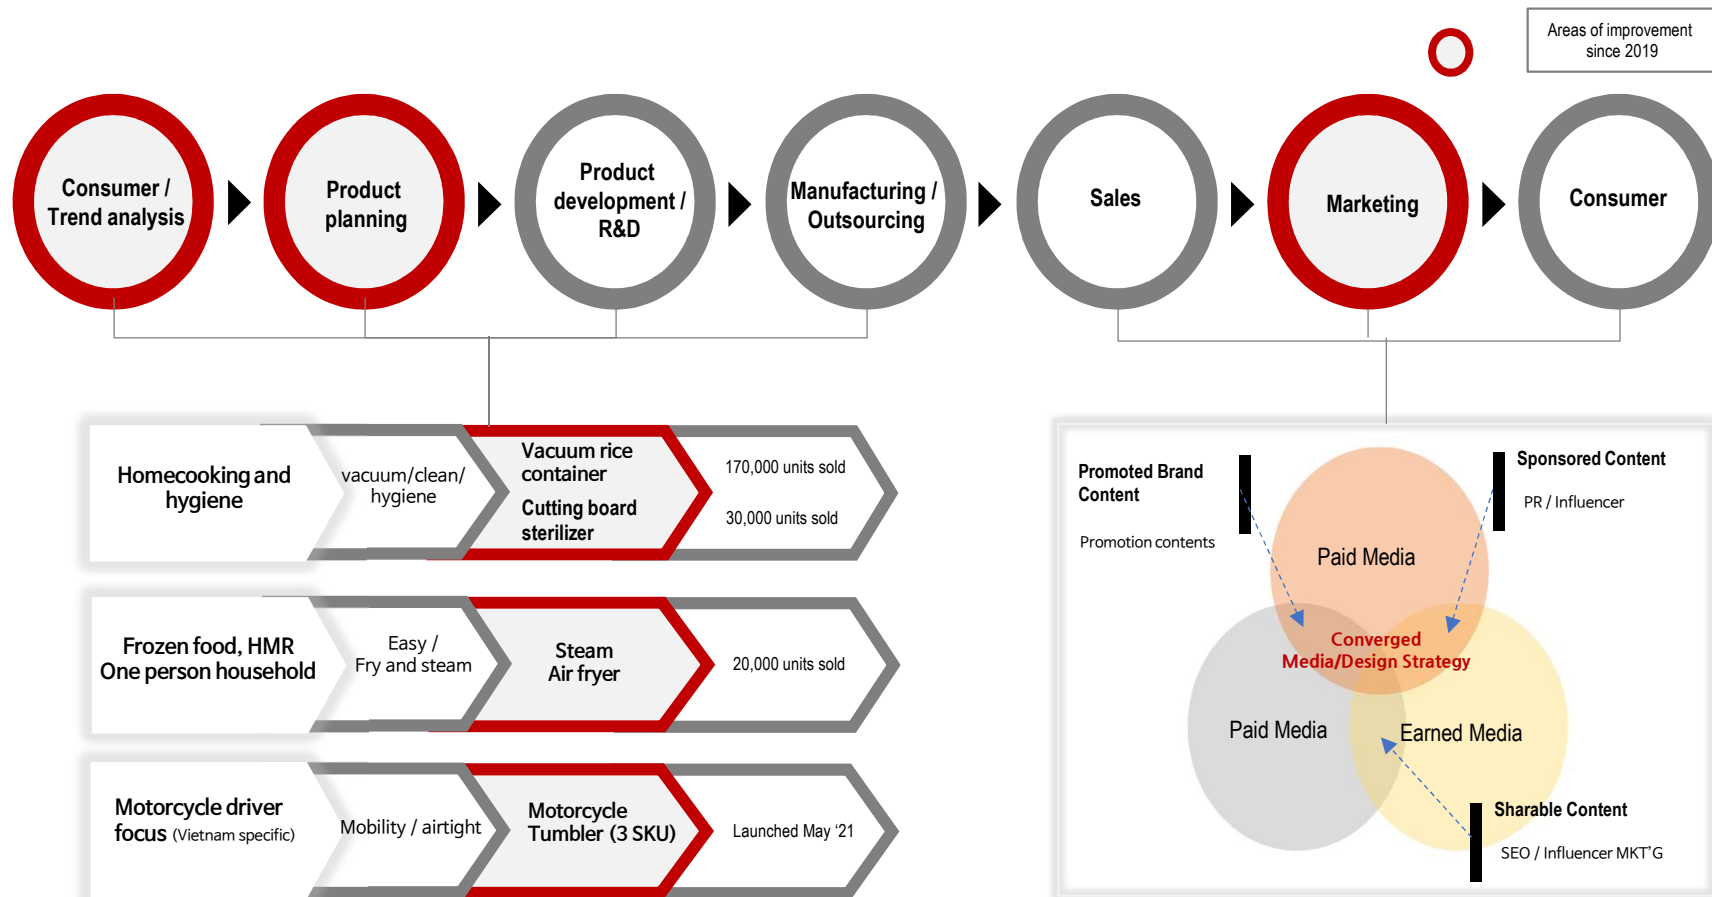 Areas of improvement
since 2019
Consumer /
Trend analysis
Product
planning
Product
development /
R&D
Manufacturing /
Outsourcing
Sales
Marketing
Consumer
Homecooking and
hygiene
vacuum/clean/
hygiene
Vacuum rice
container
Cutting board
sterilizer
170,000 units sold
30,000 units sold
Frozen food, HMR
One person household
Easy /
Fry and steam
Steam
Air fryer
20,000 units sold
Motorcycle driver
focus (Vietnam specific)
Mobility / airtight
Motorcycle
Tumbler (3 SKU)
Launched May ‘21
Promoted Brand
Content
Promotion contents
Sponsored Content
PR / Influencer
Paid Media
Converged
Media/Design Strategy
Paid Media
Earned Media
Sharable Content
SEO / Influencer MKT’G